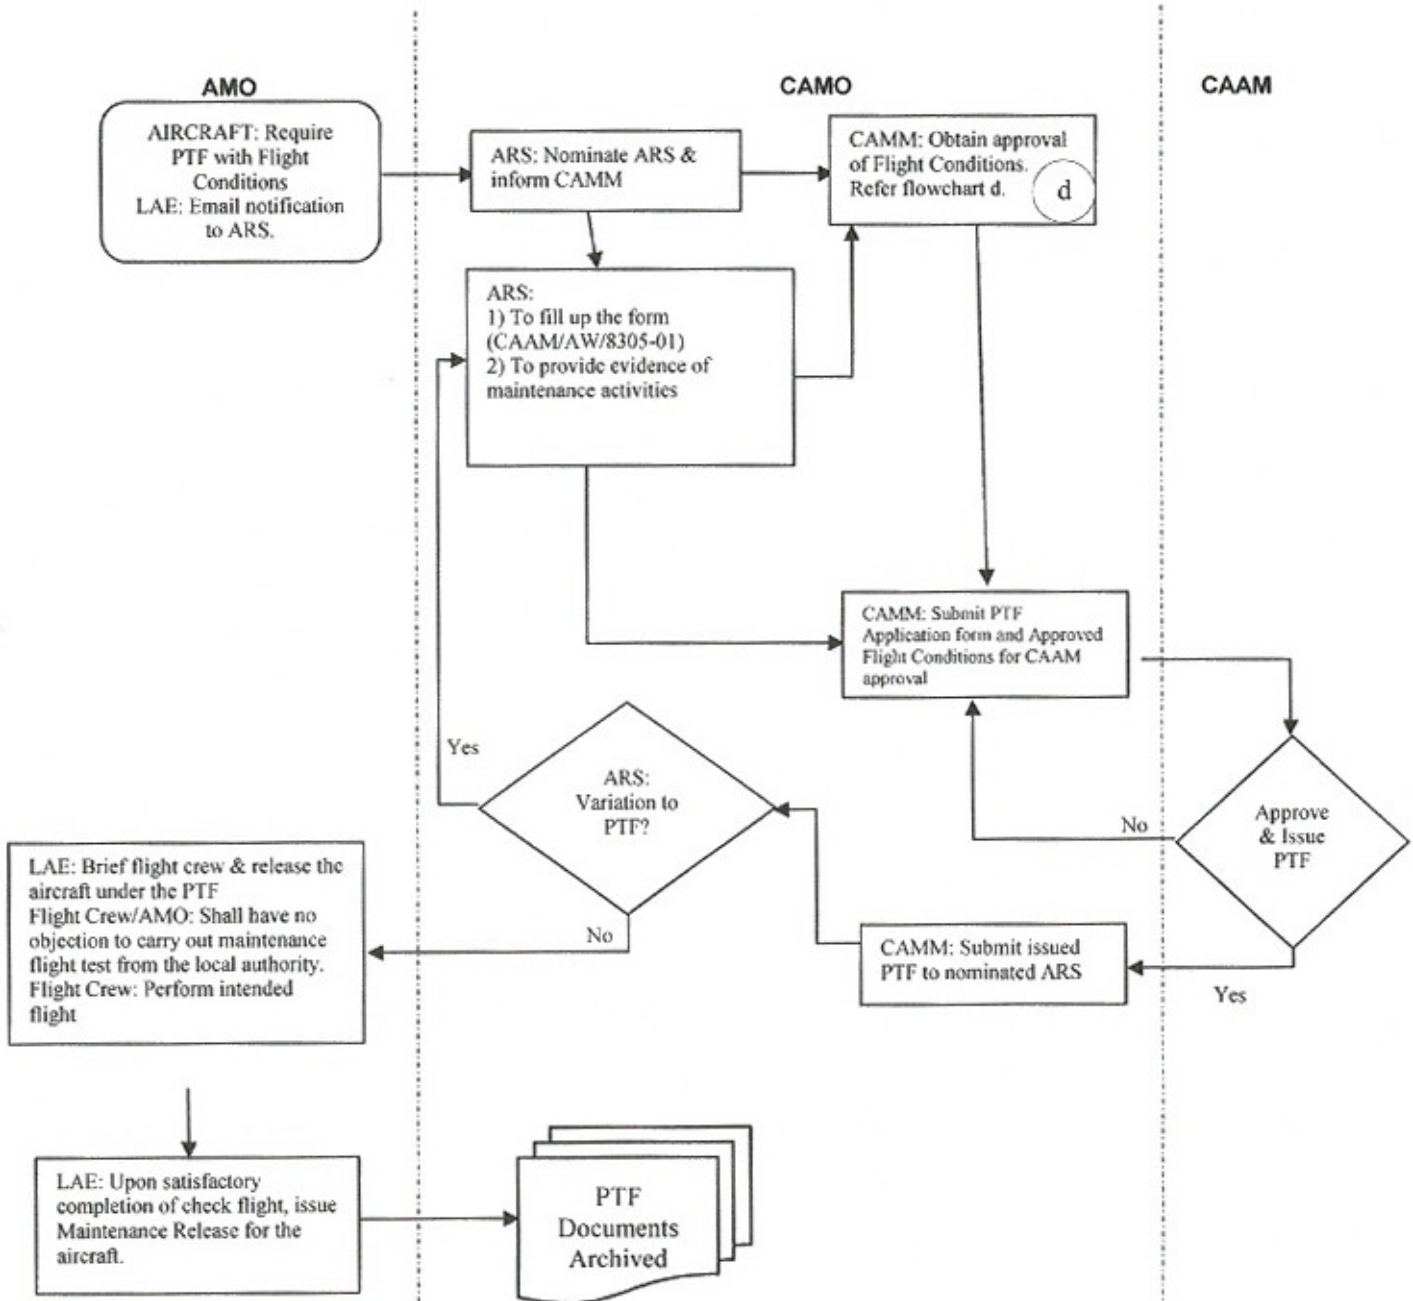 AMO
CAMO
CAAM
AIRCRAFT: Require
PTF with Flight
Conditions
LAE: Email notification
to ARS.
ARS: Nominate ARS &
inform CAMM
CAMM: Obtain approval
of Flight Conditions.
Refer flowchart d.
d
ARS:
1) To fill up the form
(CAAM/AW/8305-01)
2) To provide evidence of
maintenance activities
CAMM: Submit PTF
Application form and Approved
Flight Conditions for CAAM
approval
Yes
ARS:
Variation to
PTF?
No
Approve
& Issue
PTF
No
Yes
CAMM: Submit issued
PTF to nominated ARS
LAE: Brief flight crew & release the
aircraft under the PTF
Flight Crew/AMO: Shall have no
objection to carry out maintenance
flight test from the local authority.
Flight Crew: Perform intended
flight
LAE: Upon satisfactory
completion of check flight, issue
Maintenance Release for the
aircraft.
PTF
Documents
Archived